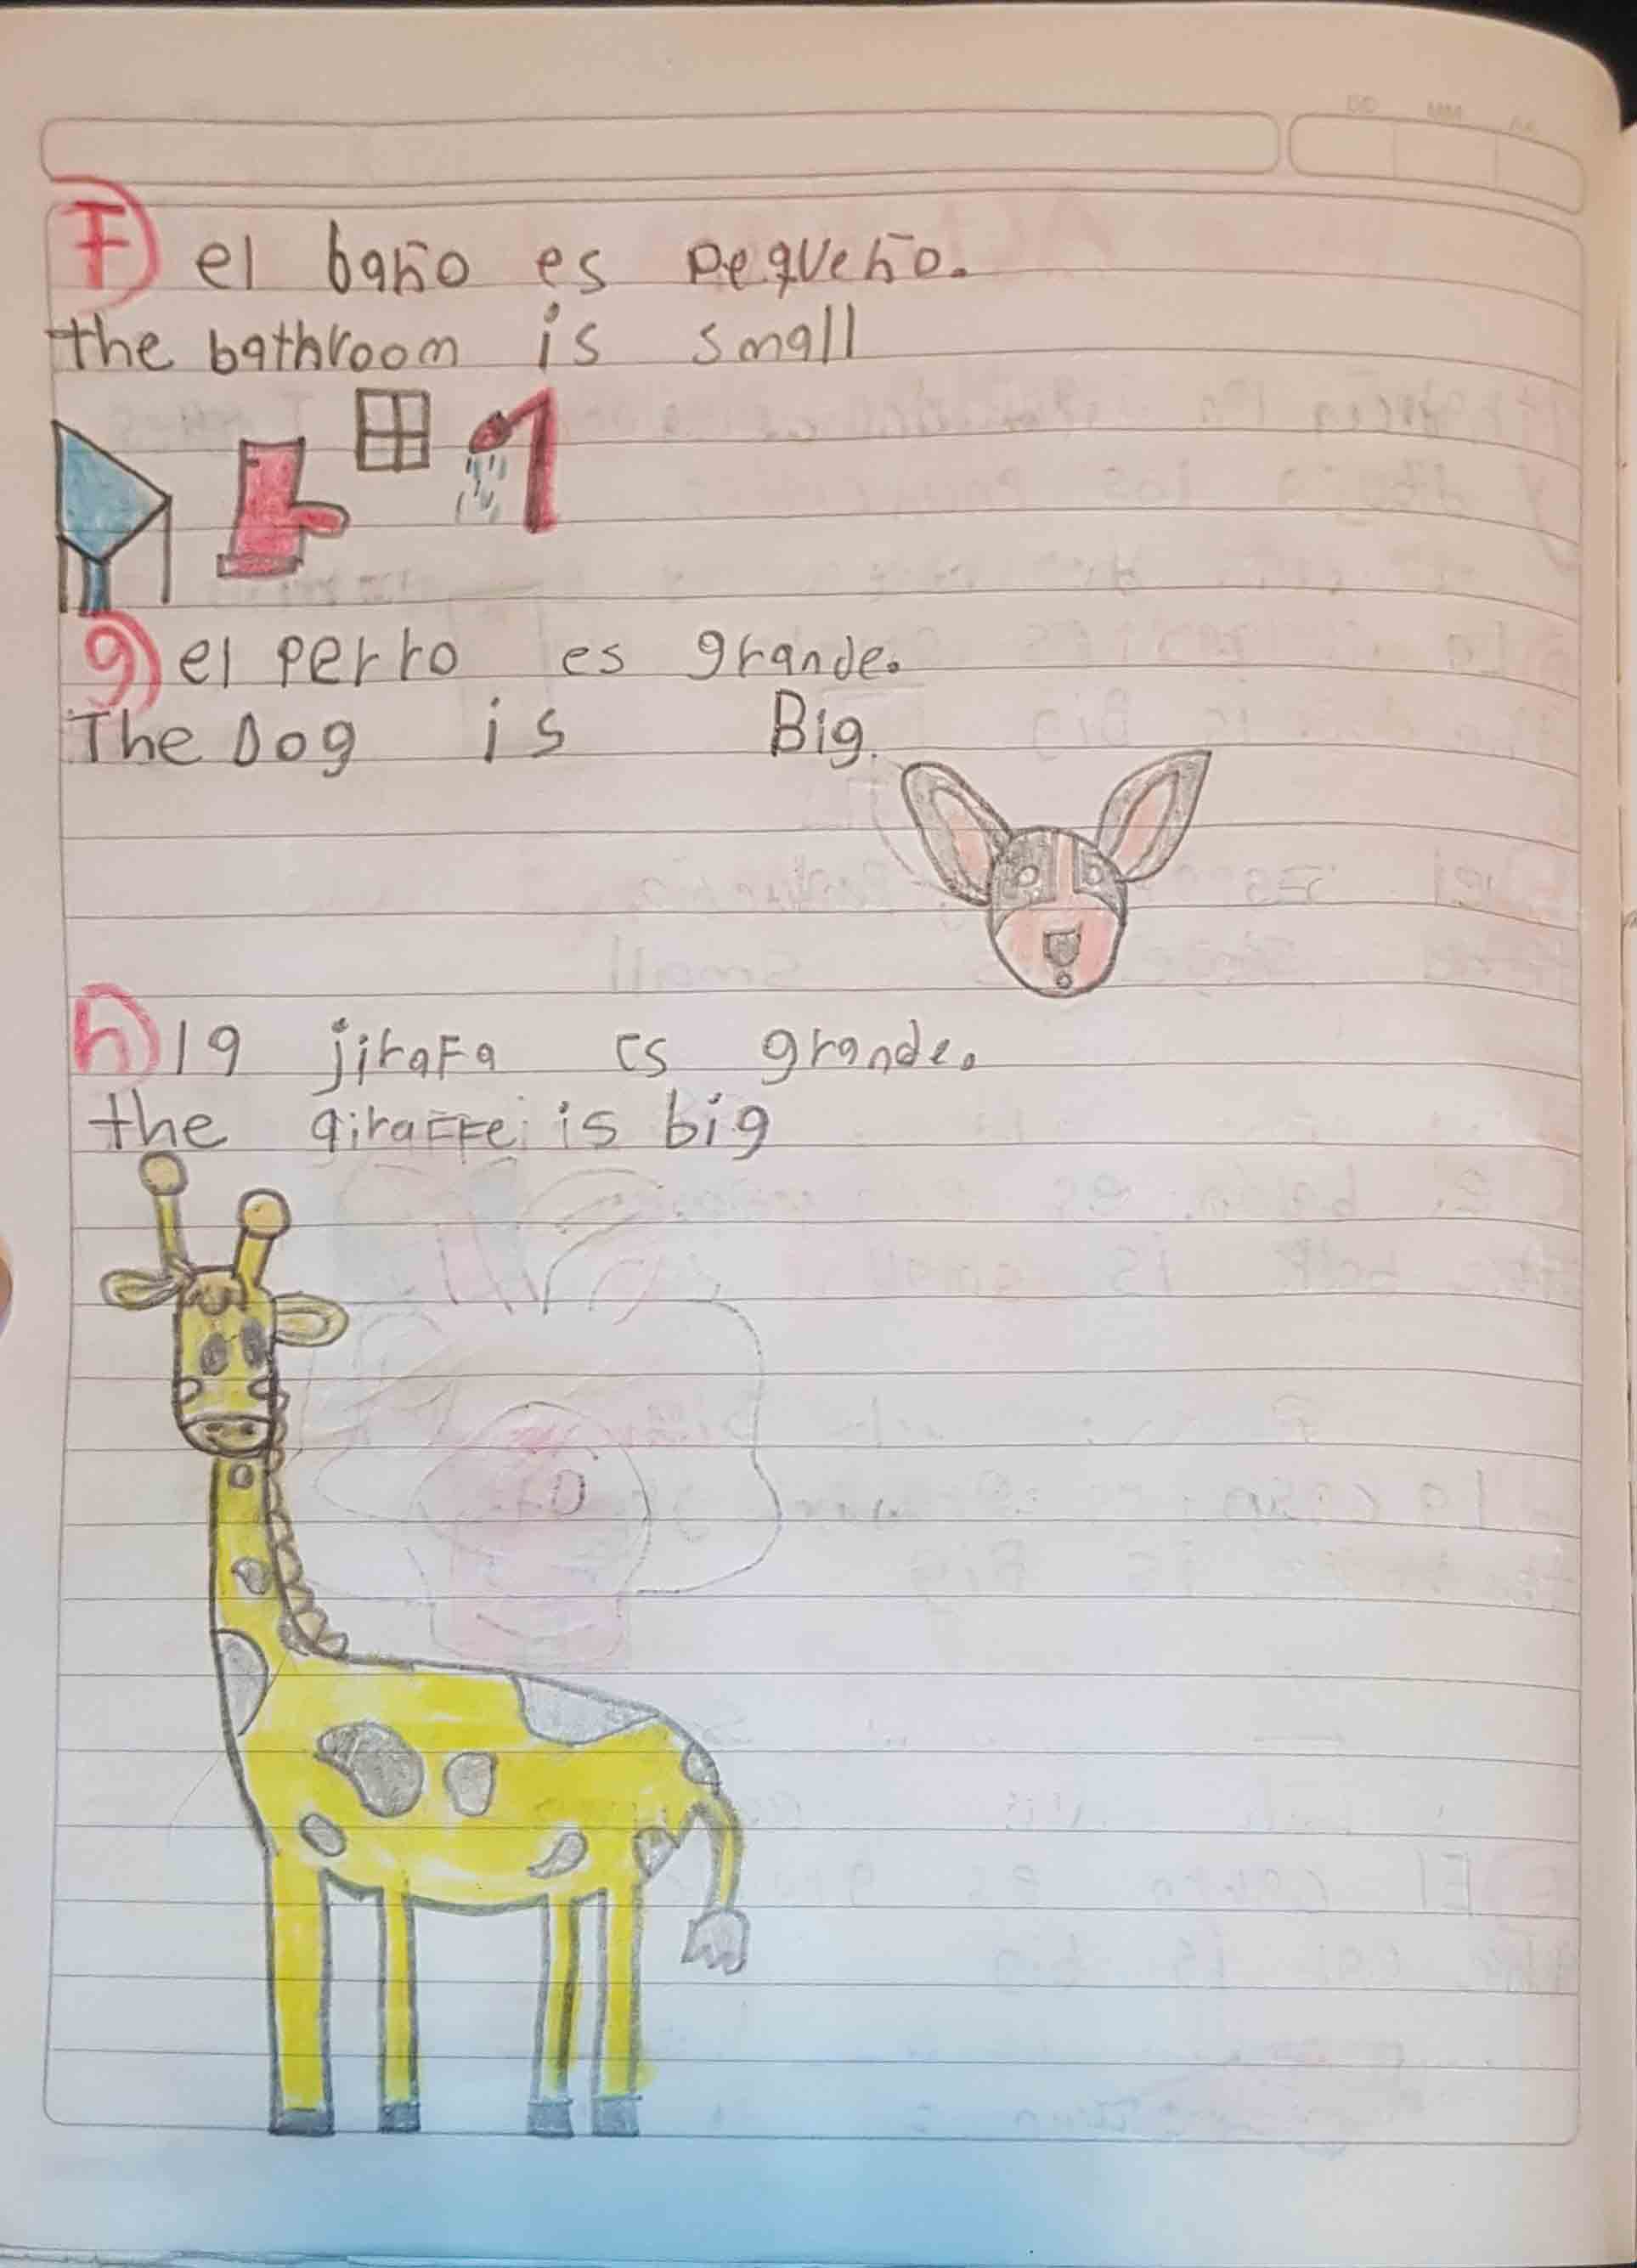 DD MM AA
F) el baño es pequeño.
the bathroom is small
g) el perro es grande.
The Dog is Big.
h) la jirafa es grande.
the giraffe is big